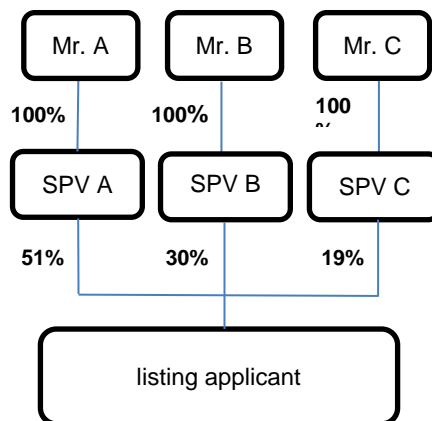 Mr. A
Mr. B
Mr. C
100%
100%
100
SPV A
SPV B
SPV C
51%
30%
19%
listing applicant